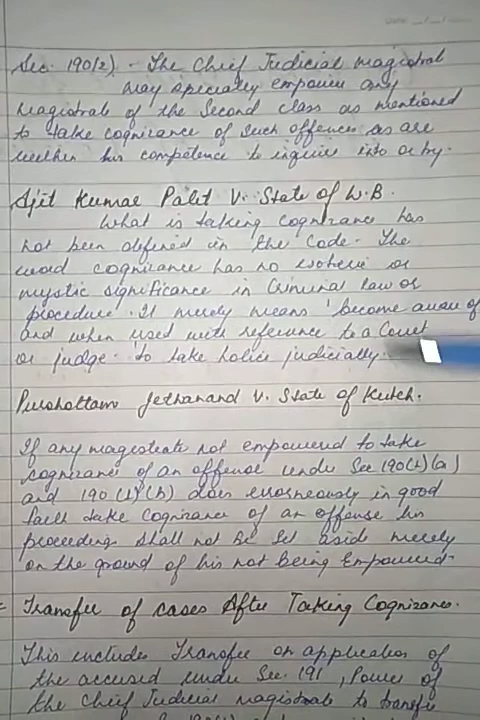 Sec. 190(2) - The Chief Judicial magistrat
may specialey empower any
Magistrate of the Second class as mentioned
to take cognizance of such offences as are
within his competence to inquire into or try.
Ajit Kumar Palit V. State of W.B.
What is taking cognizance has
not been defined in the Code. The
word cognizance has no esoteric or
mystic significance in Criminal law or
procedure. It merely means 'become aware of
and when used with reference to a Court
or judge. to take notice judicially.
Purshottam Jethanand V. State of Kutch.
If any magistrate not empowered to take
cognizance of an offense under Sec 190(1)(a)
and 190 (1)(b) does erroneously in good
faith take cognizance of an offense his
proceeding shall not be set aside merely
on the ground of his not being Empowered.
= Transfer of cases After Taking Cognizance.
This includes Transfer on application of
the accused under Sec. 191, Power of
the Chief Judicial magistrate to transfer